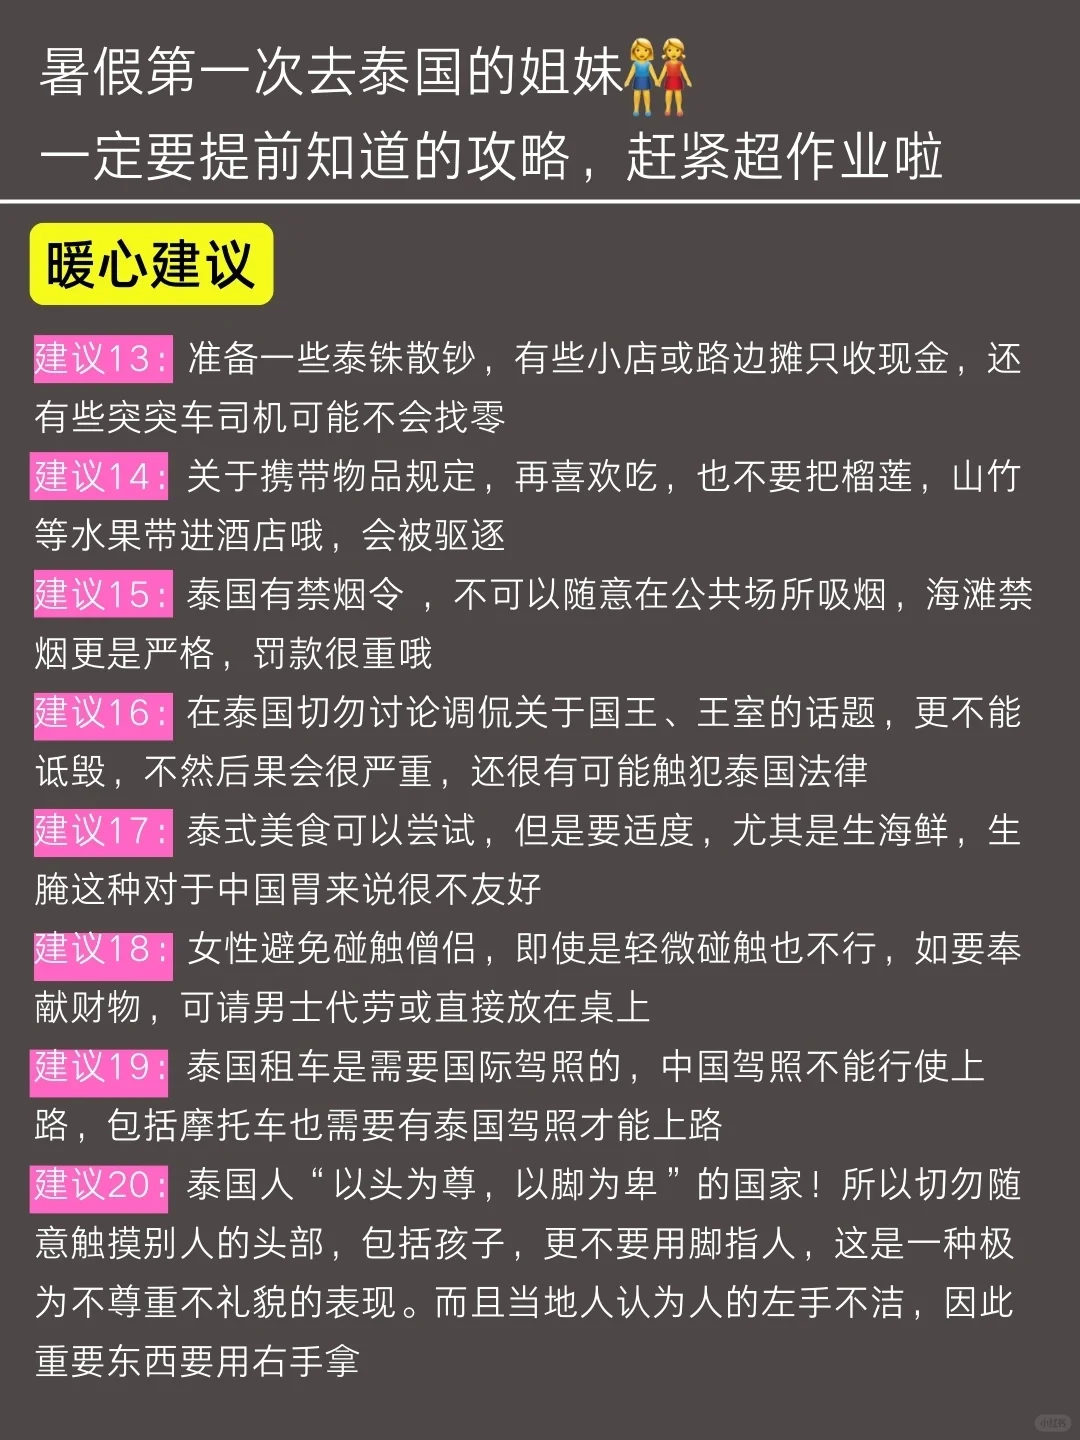 暑假第一次去泰国的姐妹👭
一定要提前知道的攻略，赶紧超作业啦
暖心建议
建议13：准备一些泰铢散钞，有些小店或路边摊只收现金，还
有些突突车司机可能不会找零
建议14：关于携带物品规定，再喜欢吃，也不要把榴莲，山竹
等水果带进酒店哦，会被驱逐
建议15：泰国有禁烟令 ，不可以随意在公共场所吸烟，海滩禁
烟更是严格，罚款很重哦
建议16：在泰国切勿讨论调侃关于国王、王室的话题，更不能
诋毁，不然后果会很严重，还很有可能触犯泰国法律
建议17：泰式美食可以尝试，但是要适度，尤其是生海鲜，生
腌这种对于中国胃来说很不友好
建议18：女性避免碰触僧侣，即使是轻微碰触也不行，如要奉
献财物，可请男士代劳或直接放在桌上
建议19：泰国租车是需要国际驾照的，中国驾照不能行使上
路，包括摩托车也需要有泰国驾照才能上路
建议20：泰国人“以头为尊，以脚为卑”的国家！所以切勿随
意触摸别人的头部，包括孩子，更不要用脚指人，这是一种极
为不尊重不礼貌的表现。而且当地人认为人的左手不洁，因此
重要东西要用右手拿
小红书